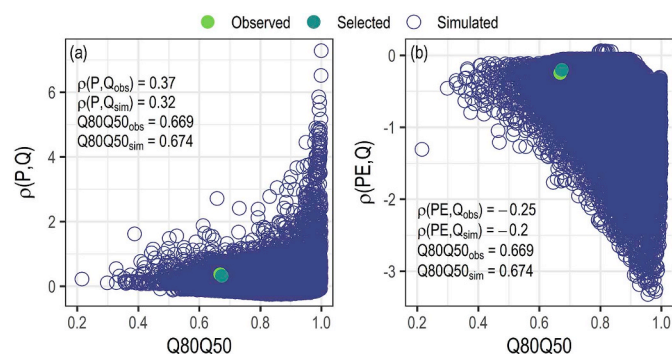 Observed Selected Simulated
(a)
ρ(P,Qobs) = 0.37
ρ(P,Qsim) = 0.32
Q80Q50obs = 0.669
Q80Q50sim = 0.674
ρ(P,Q)
6
4
2
0
0.2 0.4 0.6 0.8 1.0
Q80Q50
(b)
ρ(PE,Qobs) = −0.25
ρ(PE,Qsim) = −0.2
Q80Q50obs = 0.669
Q80Q50sim = 0.674
ρ(PE,Q)
0
-1
-2
-3
0.2 0.4 0.6 0.8 1.0
Q80Q50